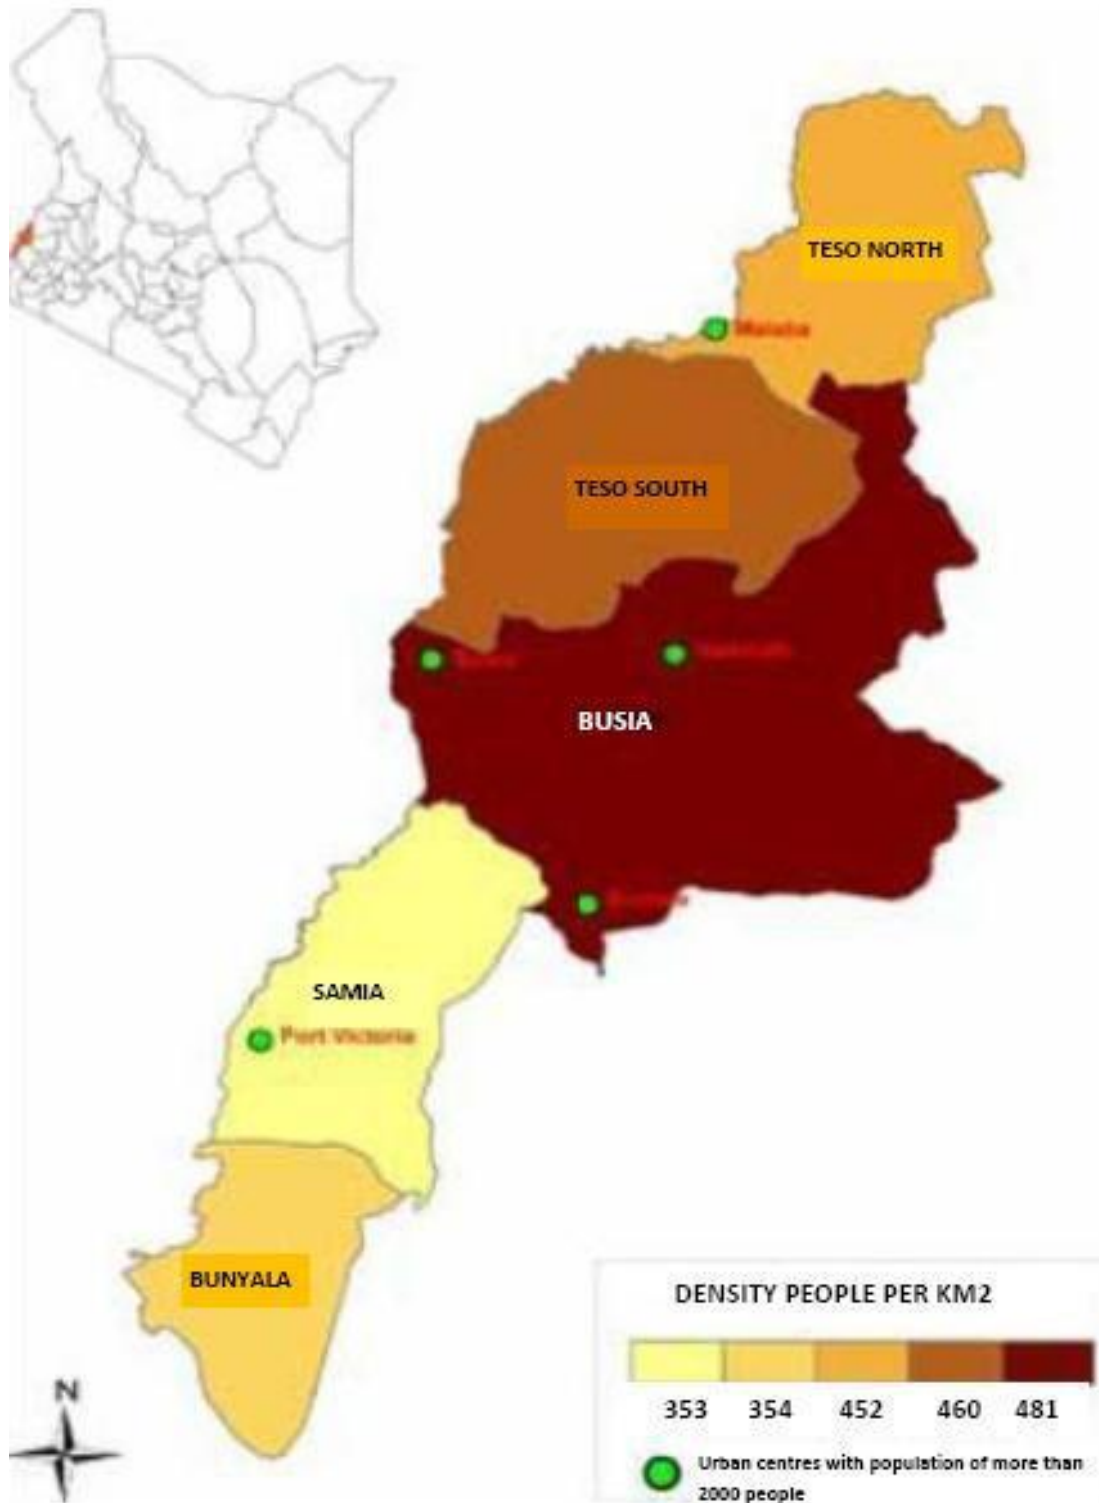 TESO NORTH
Malaba
TESO SOUTH
BUSIA
SAMIA
Port Victoria
BUNYALA
N
DENSITY PEOPLE PER KM2
353 354 452 460 481
Urban centres with population of more than
2000 people